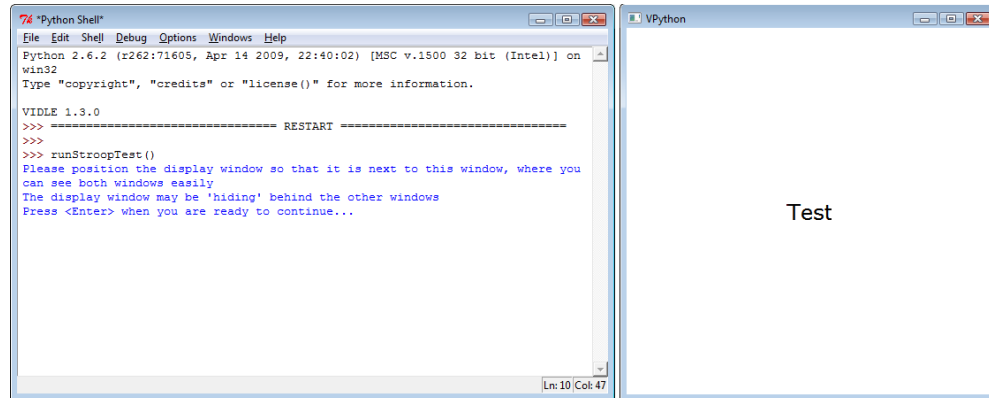 *Python Shell*
File Edit Shell Debug Options Windows Help
Python 2.6.2 (r262:71605, Apr 14 2009, 22:40:02) [MSC v.1500 32 bit (Intel)] on
win32
Type "copyright", "credits" or "license()" for more information.
VIDLE 1.3.0
>>> ================================ RESTART ================================
>>>
>>> runStroopTest()
Please position the display window so that it is next to this window, where you
can see both windows easily
The display window may be 'hiding' behind the other windows
Press <Enter> when you are ready to continue...
Ln: 10 Col: 47
VPython
Test